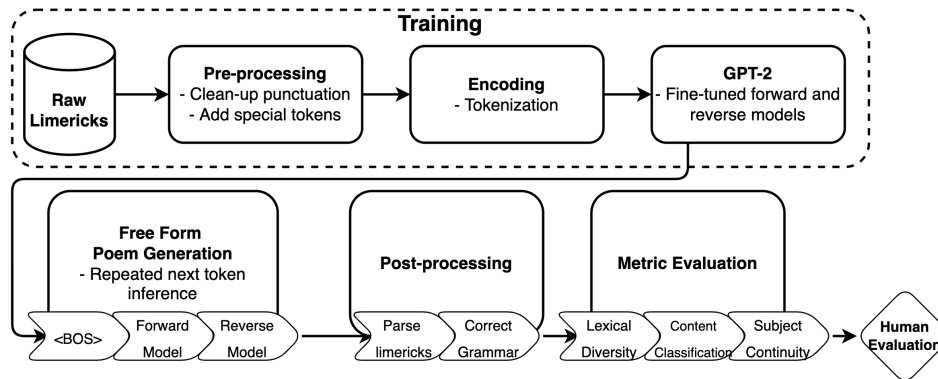 Training
Raw
Limericks
Pre-processing
- Clean-up punctuation
- Add special tokens
Encoding
- Tokenization
GPT-2
- Fine-tuned forward and
reverse models
Free Form
Poem Generation
- Repeated next token
inference
<BOS>
Forward
Model
Reverse
Model
Post-processing
Parse
limericks
Correct
Grammar
Metric Evaluation
Lexical
Diversity
Content
Classification
Subject
Continuity
Human
Evaluation